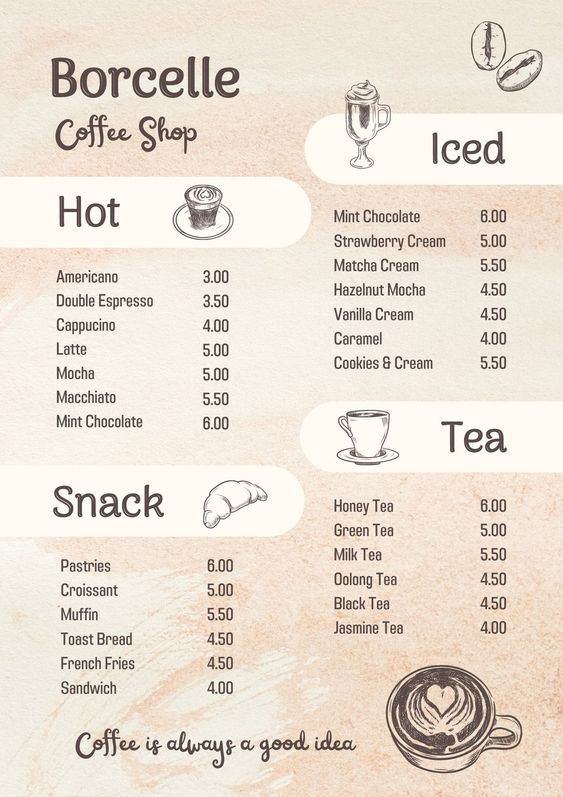 Borcelle
Coffee Shop
Hot
Americano 3.00
Double Espresso 3.50
Cappucino 4.00
Latte 5.00
Mocha 5.00
Macchiato 5.50
Mint Chocolate 6.00
Snack
Pastries 6.00
Croissant 5.00
Muffin 5.50
Toast Bread 4.50
French Fries 4.50
Sandwich 4.00
Iced
Mint Chocolate 6.00
Strawberry Cream 5.00
Matcha Cream 5.50
Hazelnut Mocha 4.50
Vanilla Cream 4.50
Caramel 4.00
Cookies & Cream 5.50
Tea
Honey Tea 6.00
Green Tea 5.00
Milk Tea 5.50
Oolong Tea 4.50
Black Tea 4.50
Jasmine Tea 4.00
Coffee is always a good idea